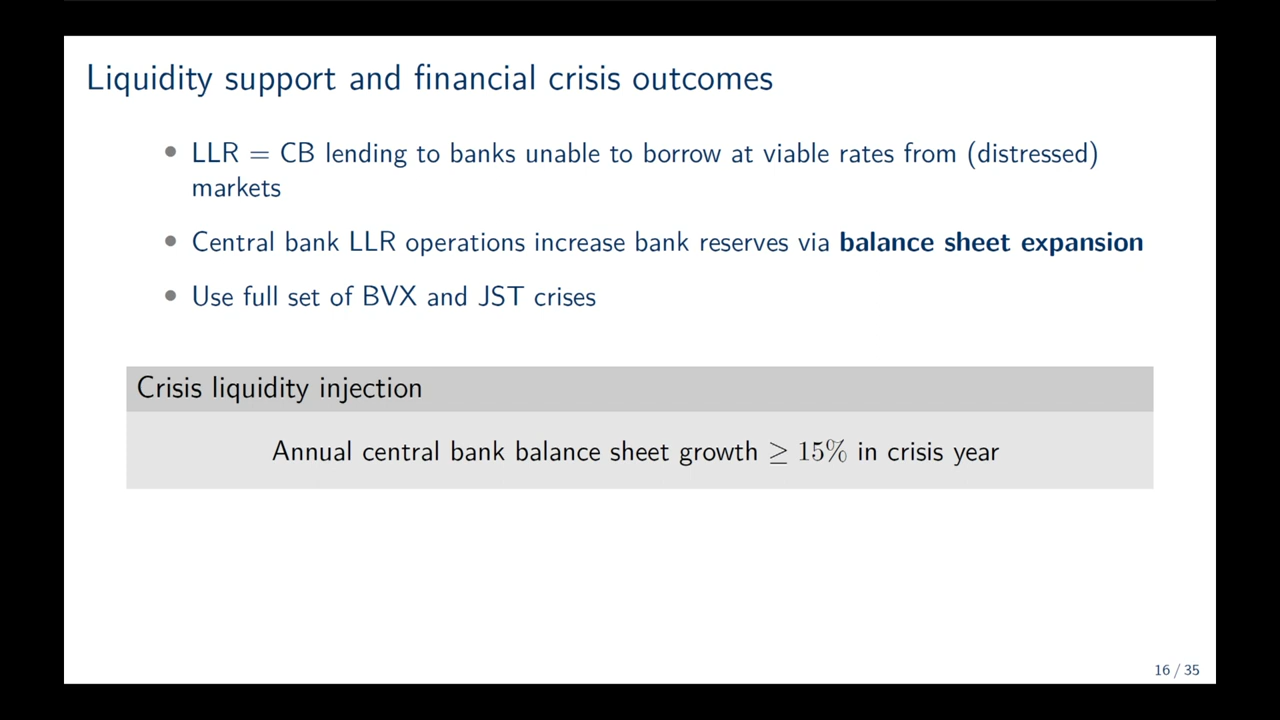 Liquidity support and financial crisis outcomes
• LLR = CB lending to banks unable to borrow at viable rates from (distressed)
markets
• Central bank LLR operations increase bank reserves via balance sheet expansion
• Use full set of BVX and JST crises
Crisis liquidity injection
Annual central bank balance sheet growth ≥ 15% in crisis year
16 / 35